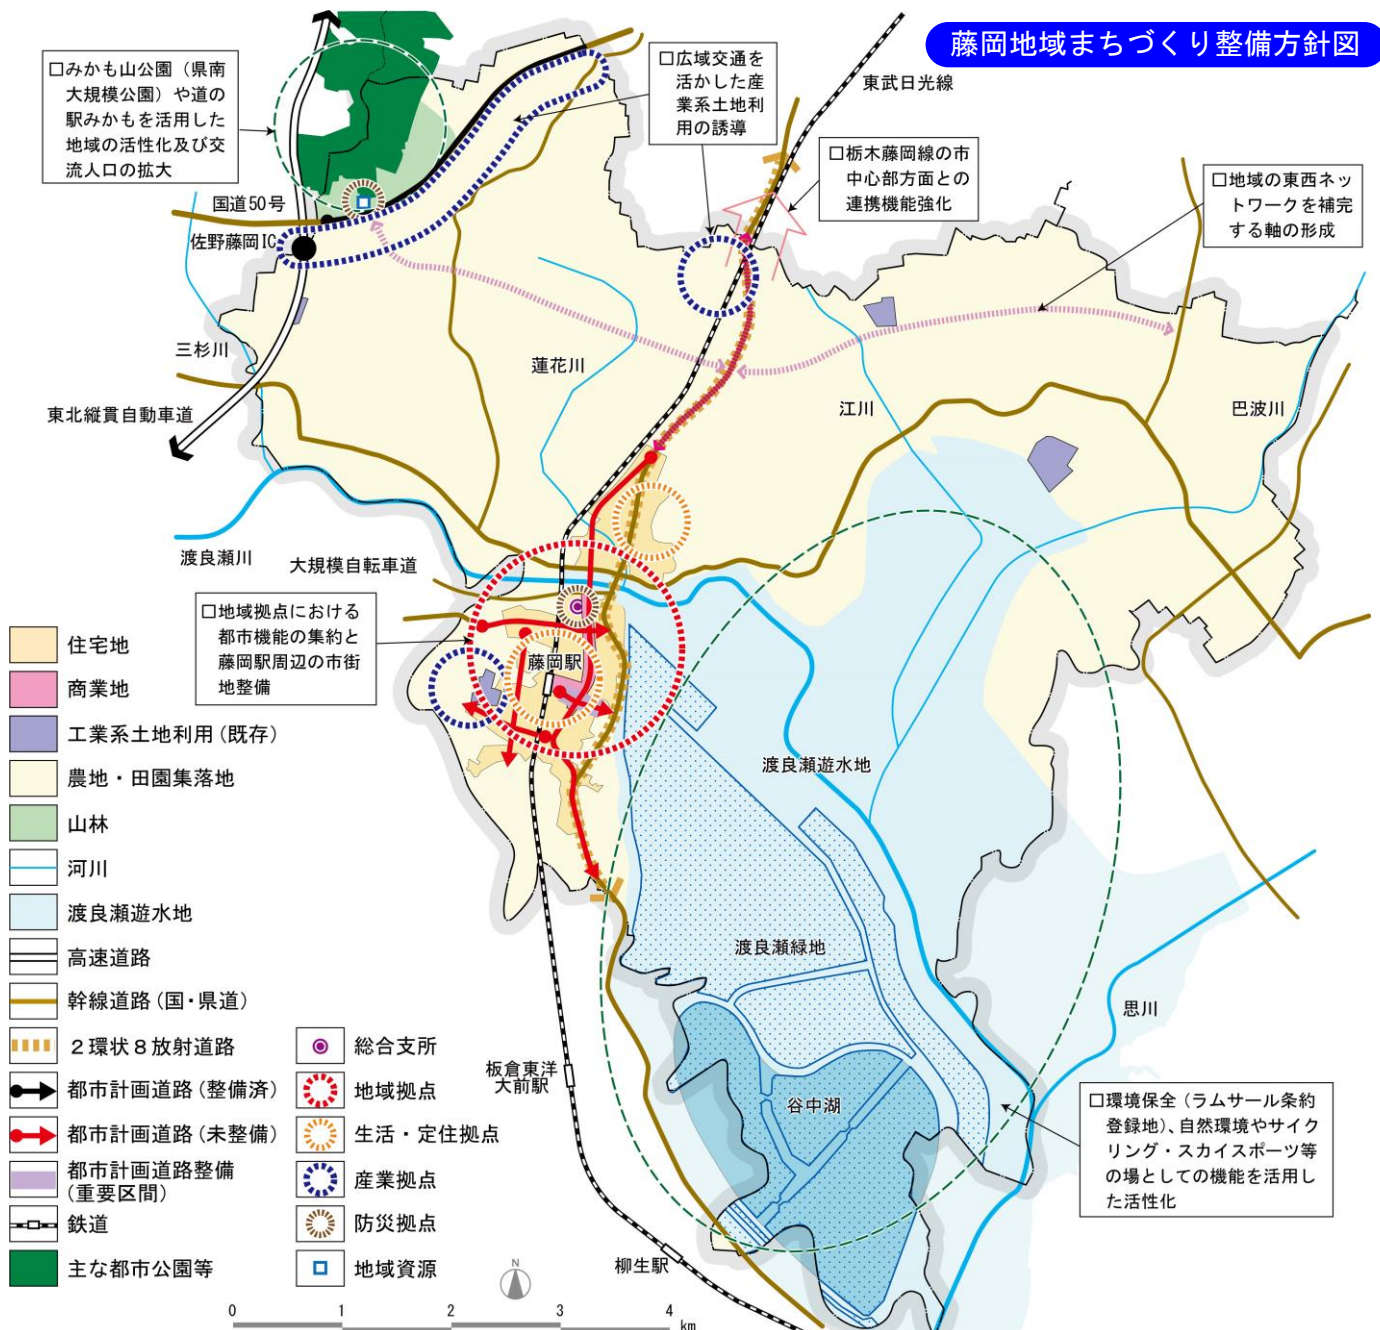 藤岡地域まちづくり整備方針図
□みかも山公園（県南
大規模公園）や道の
駅みかもを活用した
地域の活性化及び交
流人口の拡大
□広域交通を
活かした産
業系土地利
用の誘導
東武日光線
□栃木藤岡線の市
中心部方面との
連携機能強化
□地域の東西ネッ
トワークを補完
する軸の形成
国道50号
佐野藤岡IC
三杉川
蓮花川
東北縦貫自動車道
江川
巴波川
渡良瀬川
大規模自転車道
□地域拠点における
都市機能の集約と
藤岡駅周辺の市街
地整備
藤岡駅
渡良瀬遊水地
渡良瀬緑地
思川
板倉東洋
大前駅
谷中湖
□環境保全（ラムサール条約
登録地）、自然環境やサイク
リング・スカイスポーツ等
の場としての機能を活用し
た活性化
柳生駅
住宅地
商業地
工業系土地利用（既存）
農地・田園集落地
山林
河川
渡良瀬遊水地
高速道路
幹線道路（国・県道）
２環状８放射道路
都市計画道路（整備済）
都市計画道路（未整備）
都市計画道路整備
（重要区間）
鉄道
主な都市公園等
総合支所
地域拠点
生活・定住拠点
産業拠点
防災拠点
地域資源
N
0 1 2 3 4
km